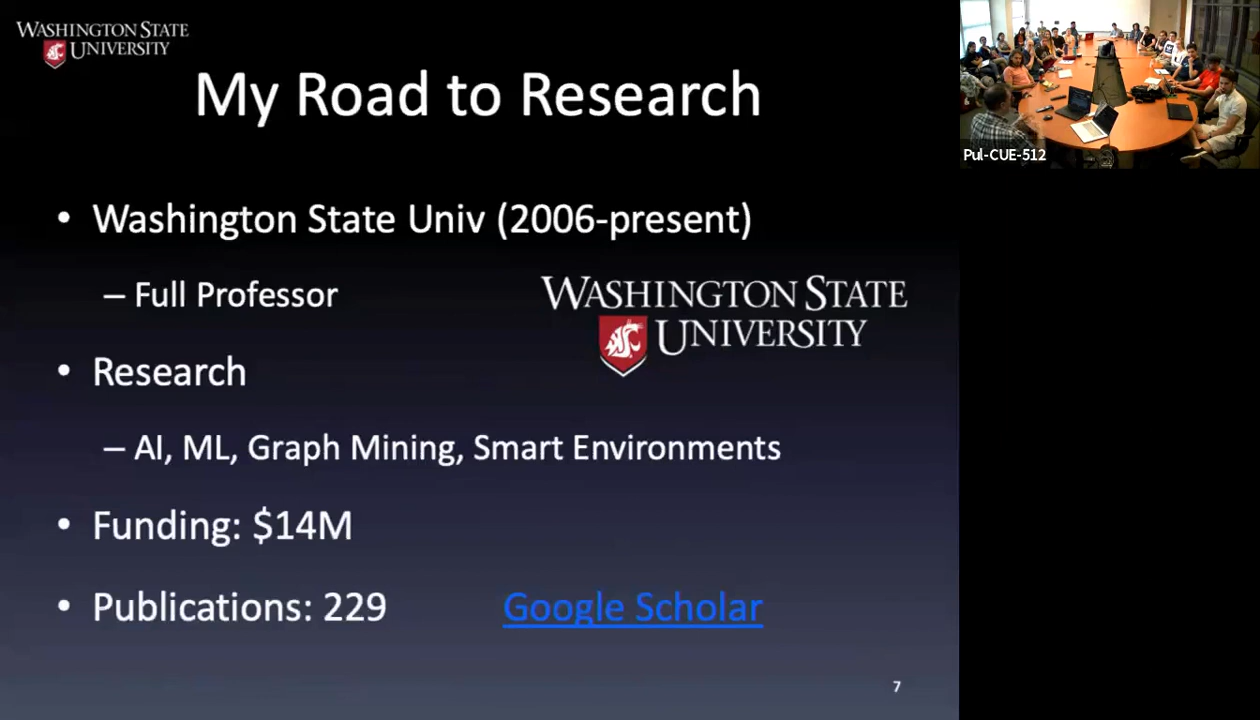 WASHINGTON STATE
UNIVERSITY
My Road to Research
• Washington State Univ (2006-present)
– Full Professor
WASHINGTON STATE
UNIVERSITY
• Research
– AI, ML, Graph Mining, Smart Environments
• Funding: $14M
• Publications: 229
Google Scholar
7
Pul-CUE-512